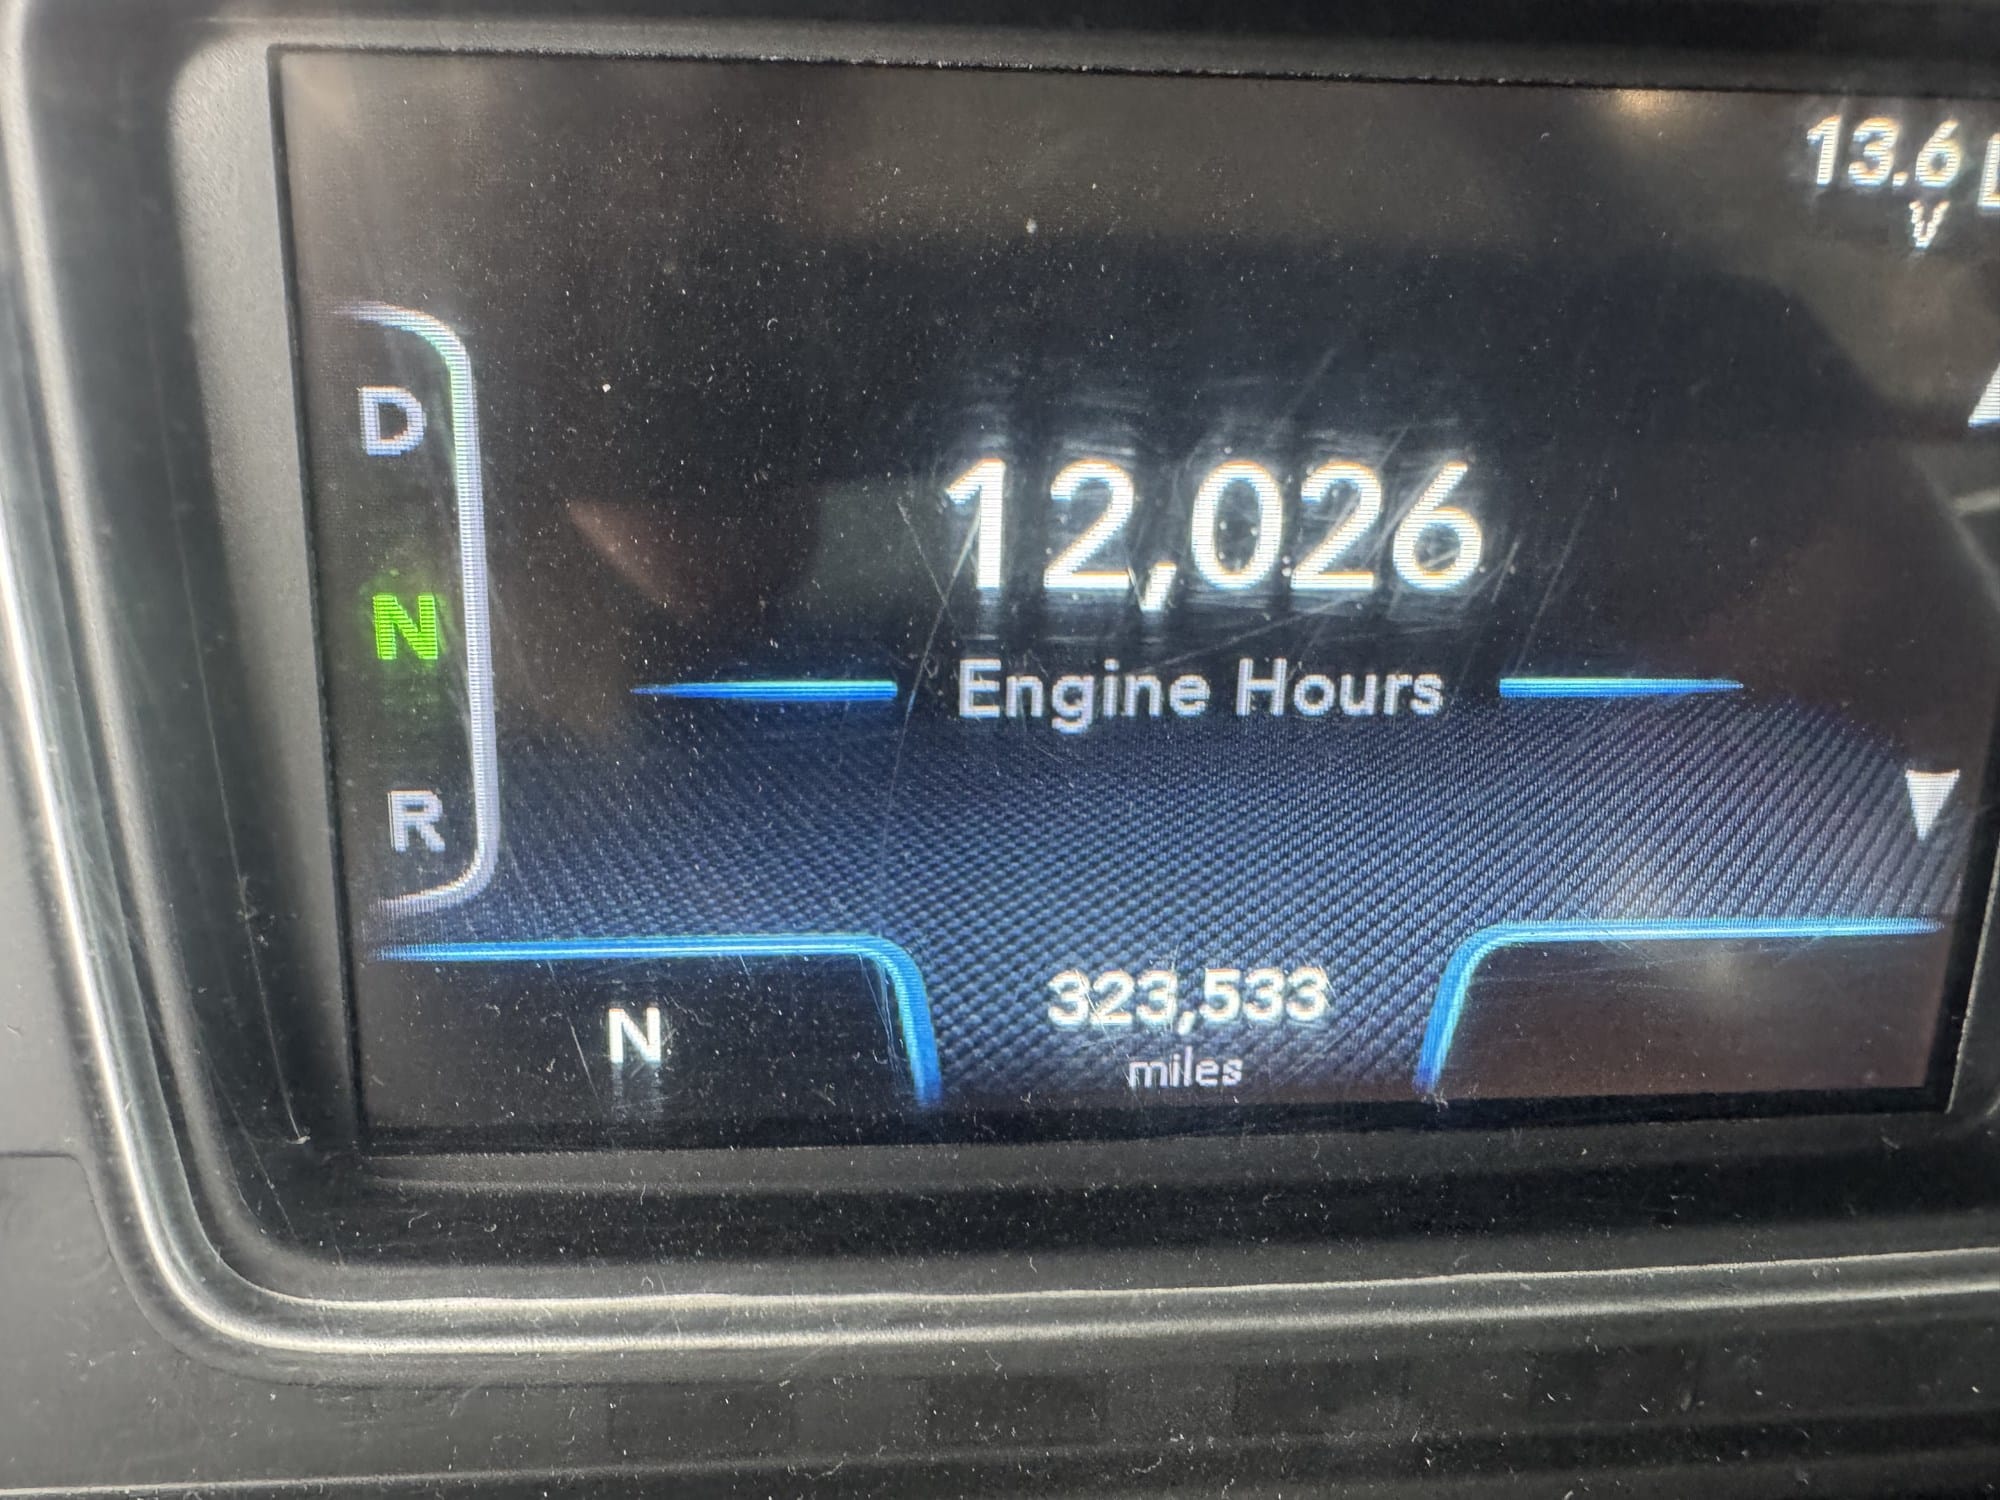 13.6
V
D
12,026
N
Engine Hours
R
323,533
N
miles